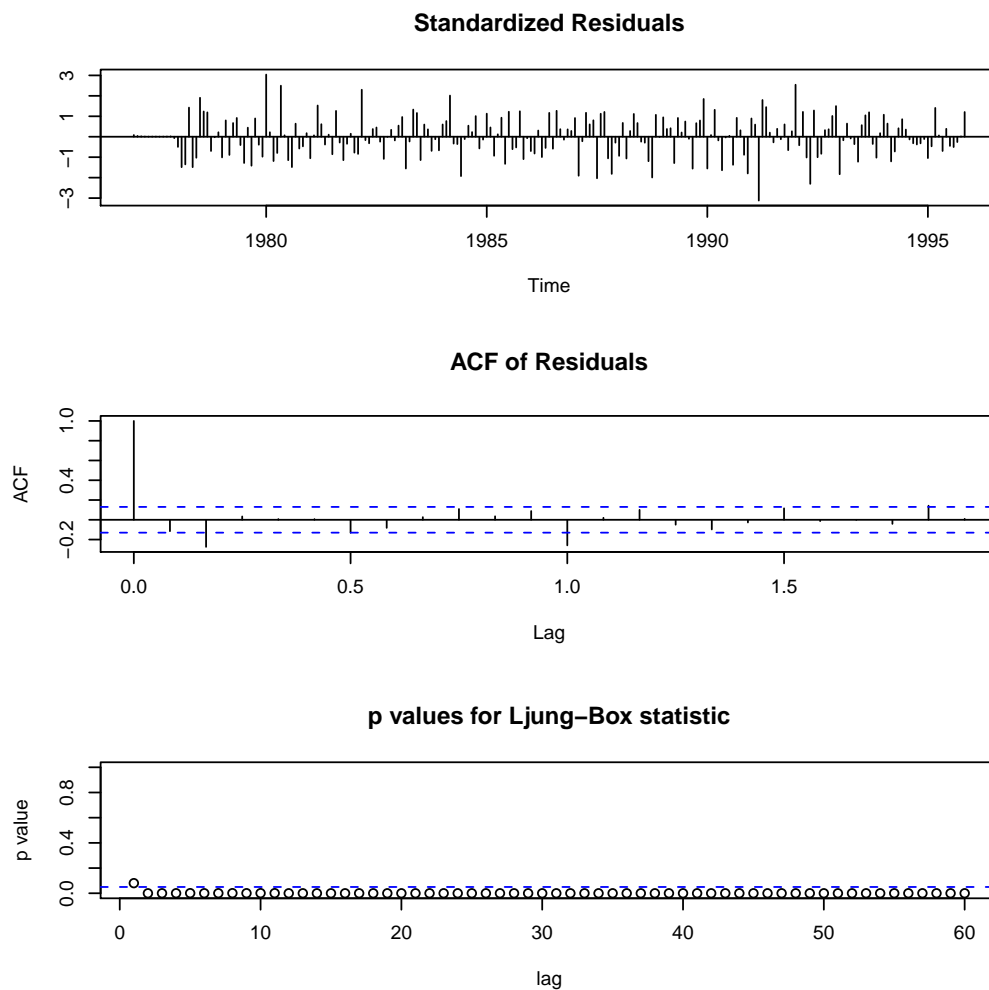 Standardized Residuals
3
1
−1
−3
1980 1985 1990 1995
Time
ACF of Residuals
ACF
1.0
0.4
−0.2
0.0 0.5 1.0 1.5
Lag
p values for Ljung−Box statistic
p value
0.8
0.4
0.0
0 10 20 30 40 50 60
lag